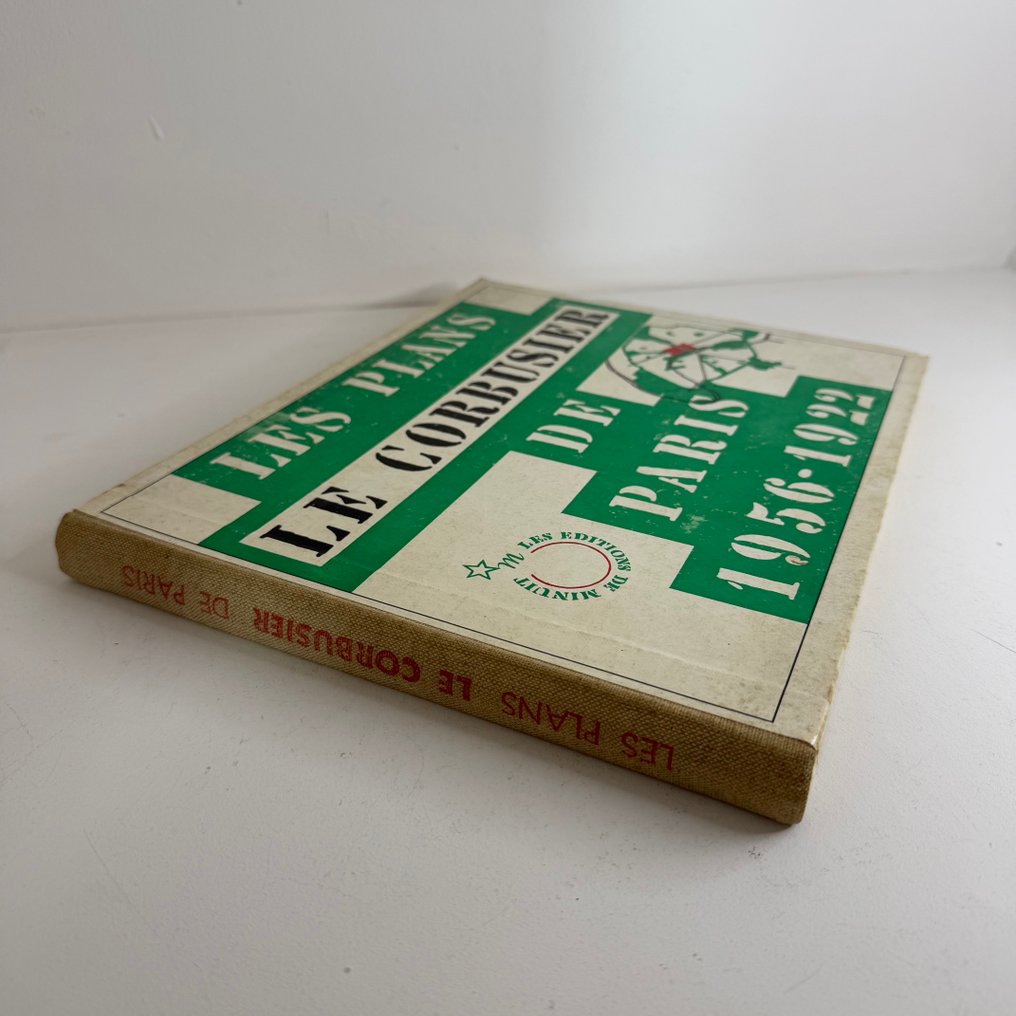 LES PLANS
LE CORBUSIER
DE
PARIS
1956·1922
m LES EDITIONS DE MINUIT
LES PLANS LE CORBUSIER DE PARIS